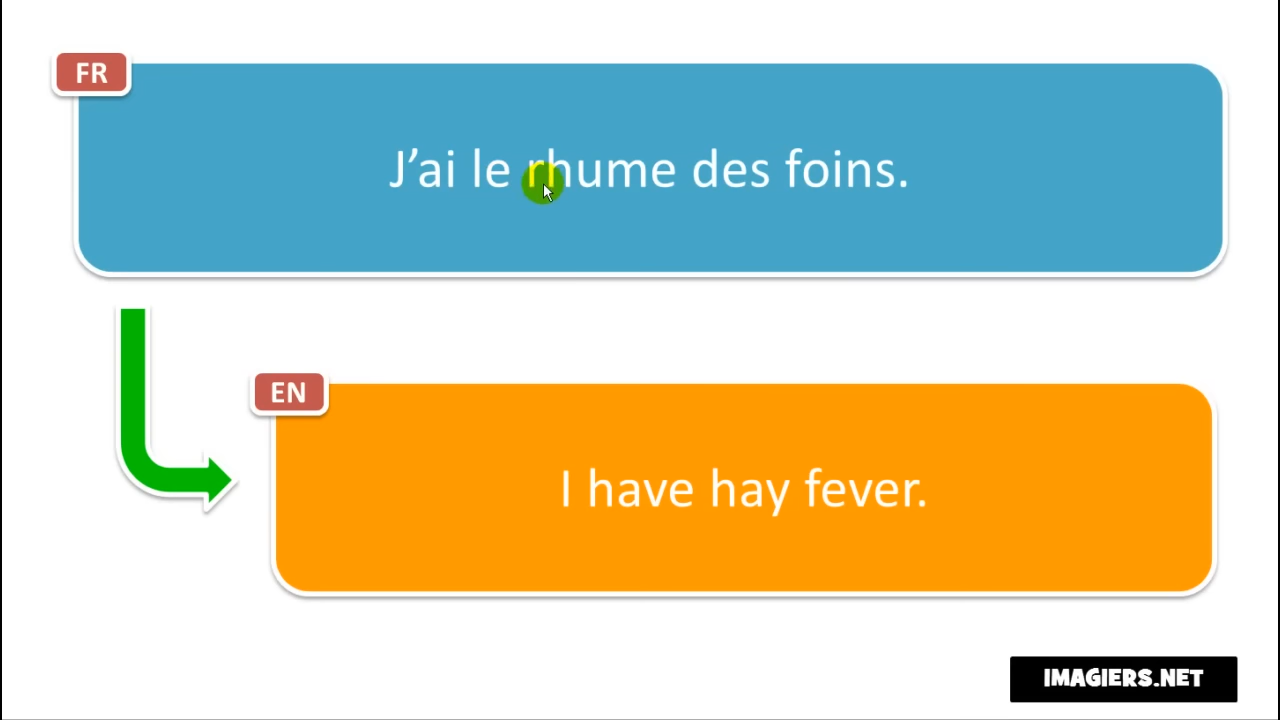 FR
J’ai le rhume des foins.
EN
I have hay fever.
IMAGIERS.NET